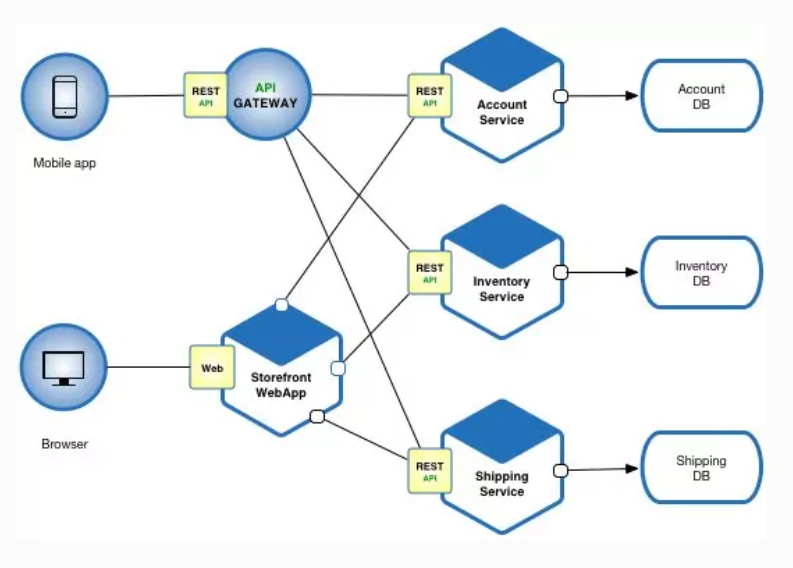 Mobile app
REST
API
API
GATEWAY
REST
API
Account
Service
Account
DB
REST
API
Inventory
Service
Inventory
DB
Browser
Web
Storefront
WebApp
REST
API
Shipping
Service
Shipping
DB